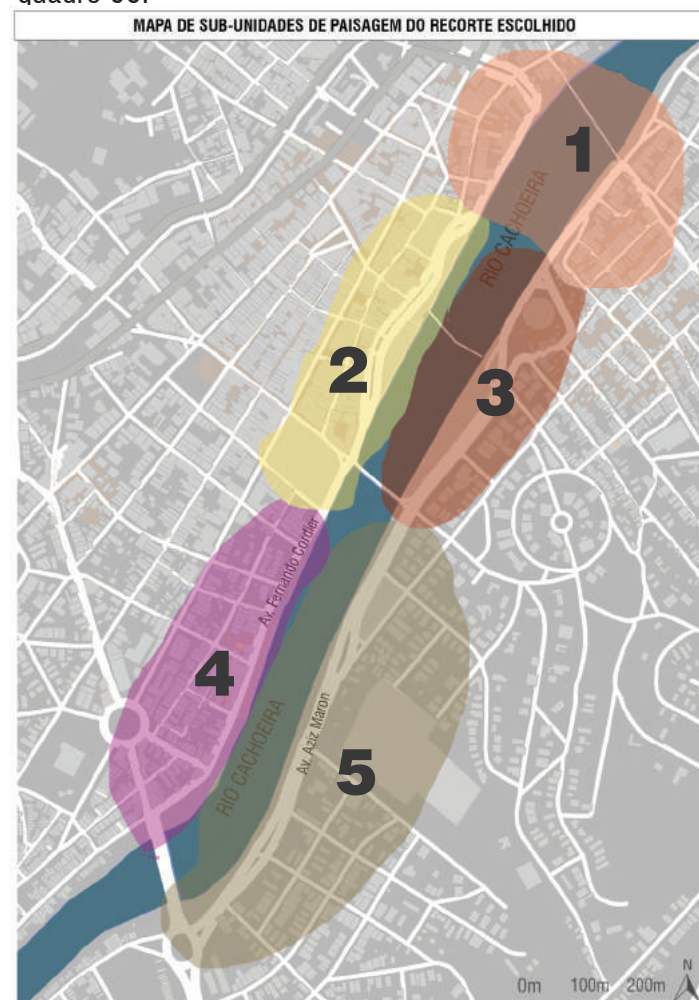 MAPA DE SUB-UNIDADES DE PAISAGEM DO RECORTE ESCOLHIDO
1
RIO CACHOEIRA
2
3
Av. Fernando Cordier
4
RIO CACHOEIRA
Av. Aziz Maron
5
N
0m 100m 200m